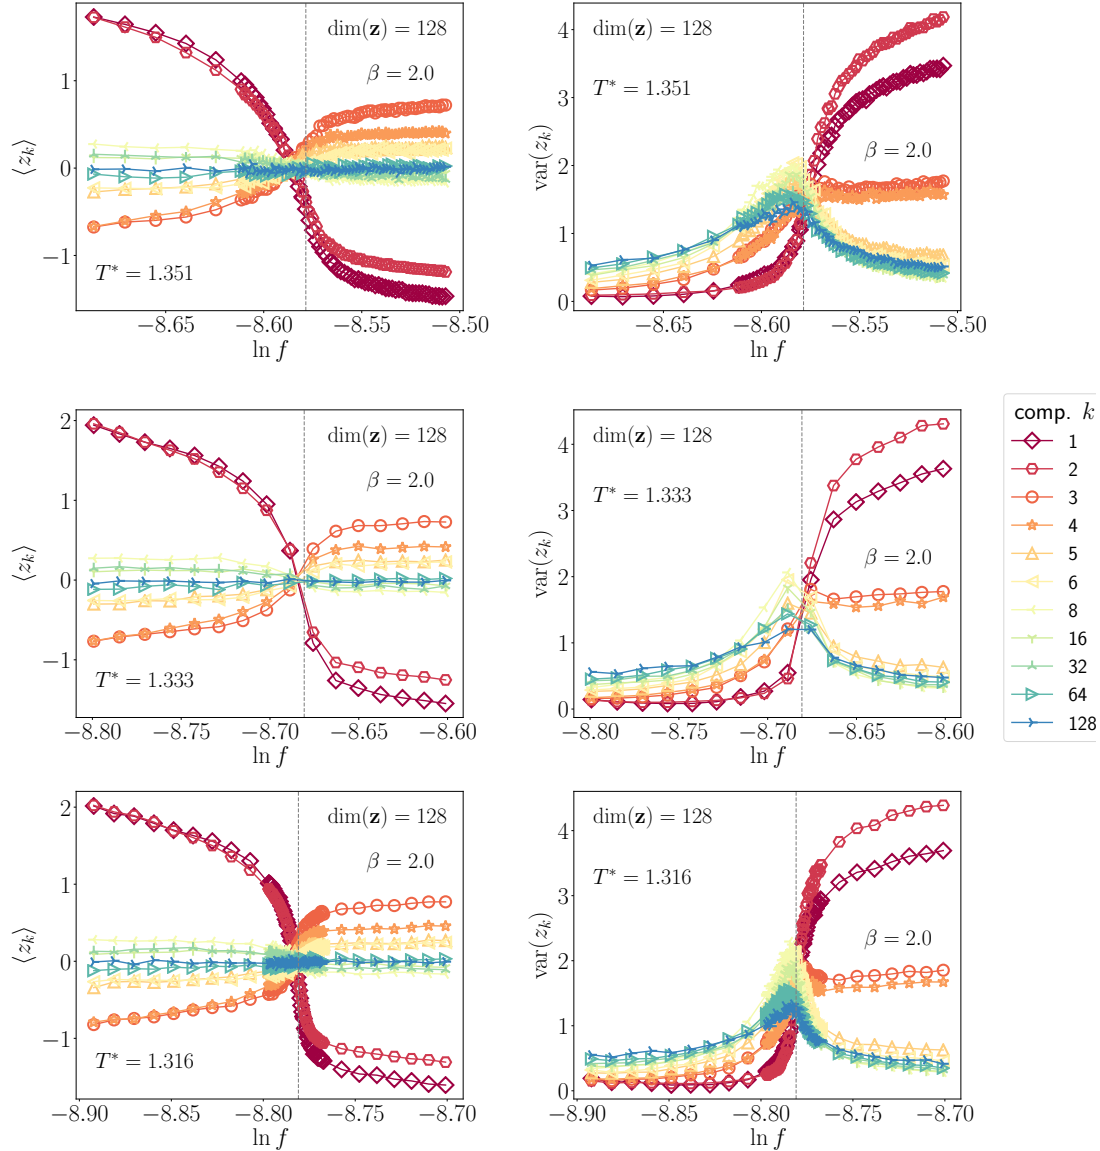 dim(z) = 128
β = 2.0
T* = 1.351
⟨z_k⟩
1
0
−1
−8.65 −8.60 −8.55 −8.50
ln f
dim(z) = 128
T* = 1.351
β = 2.0
var(z_k)
4
3
2
1
0
−8.65 −8.60 −8.55 −8.50
ln f
dim(z) = 128
β = 2.0
T* = 1.333
⟨z_k⟩
2
1
0
−1
−8.80 −8.75 −8.70 −8.65 −8.60
ln f
dim(z) = 128
T* = 1.333
β = 2.0
var(z_k)
4
3
2
1
0
−8.80 −8.75 −8.70 −8.65 −8.60
ln f
comp. k
1
2
3
4
5
6
8
16
32
64
128
dim(z) = 128
β = 2.0
T* = 1.316
⟨z_k⟩
2
1
0
−1
−8.90 −8.85 −8.80 −8.75 −8.70
ln f
dim(z) = 128
T* = 1.316
β = 2.0
var(z_k)
4
3
2
1
0
−8.90 −8.85 −8.80 −8.75 −8.70
ln f